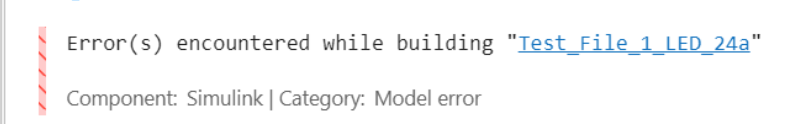 Error(s) encountered while building "Test_File_1_LED_24a"
Component: Simulink | Category: Model error